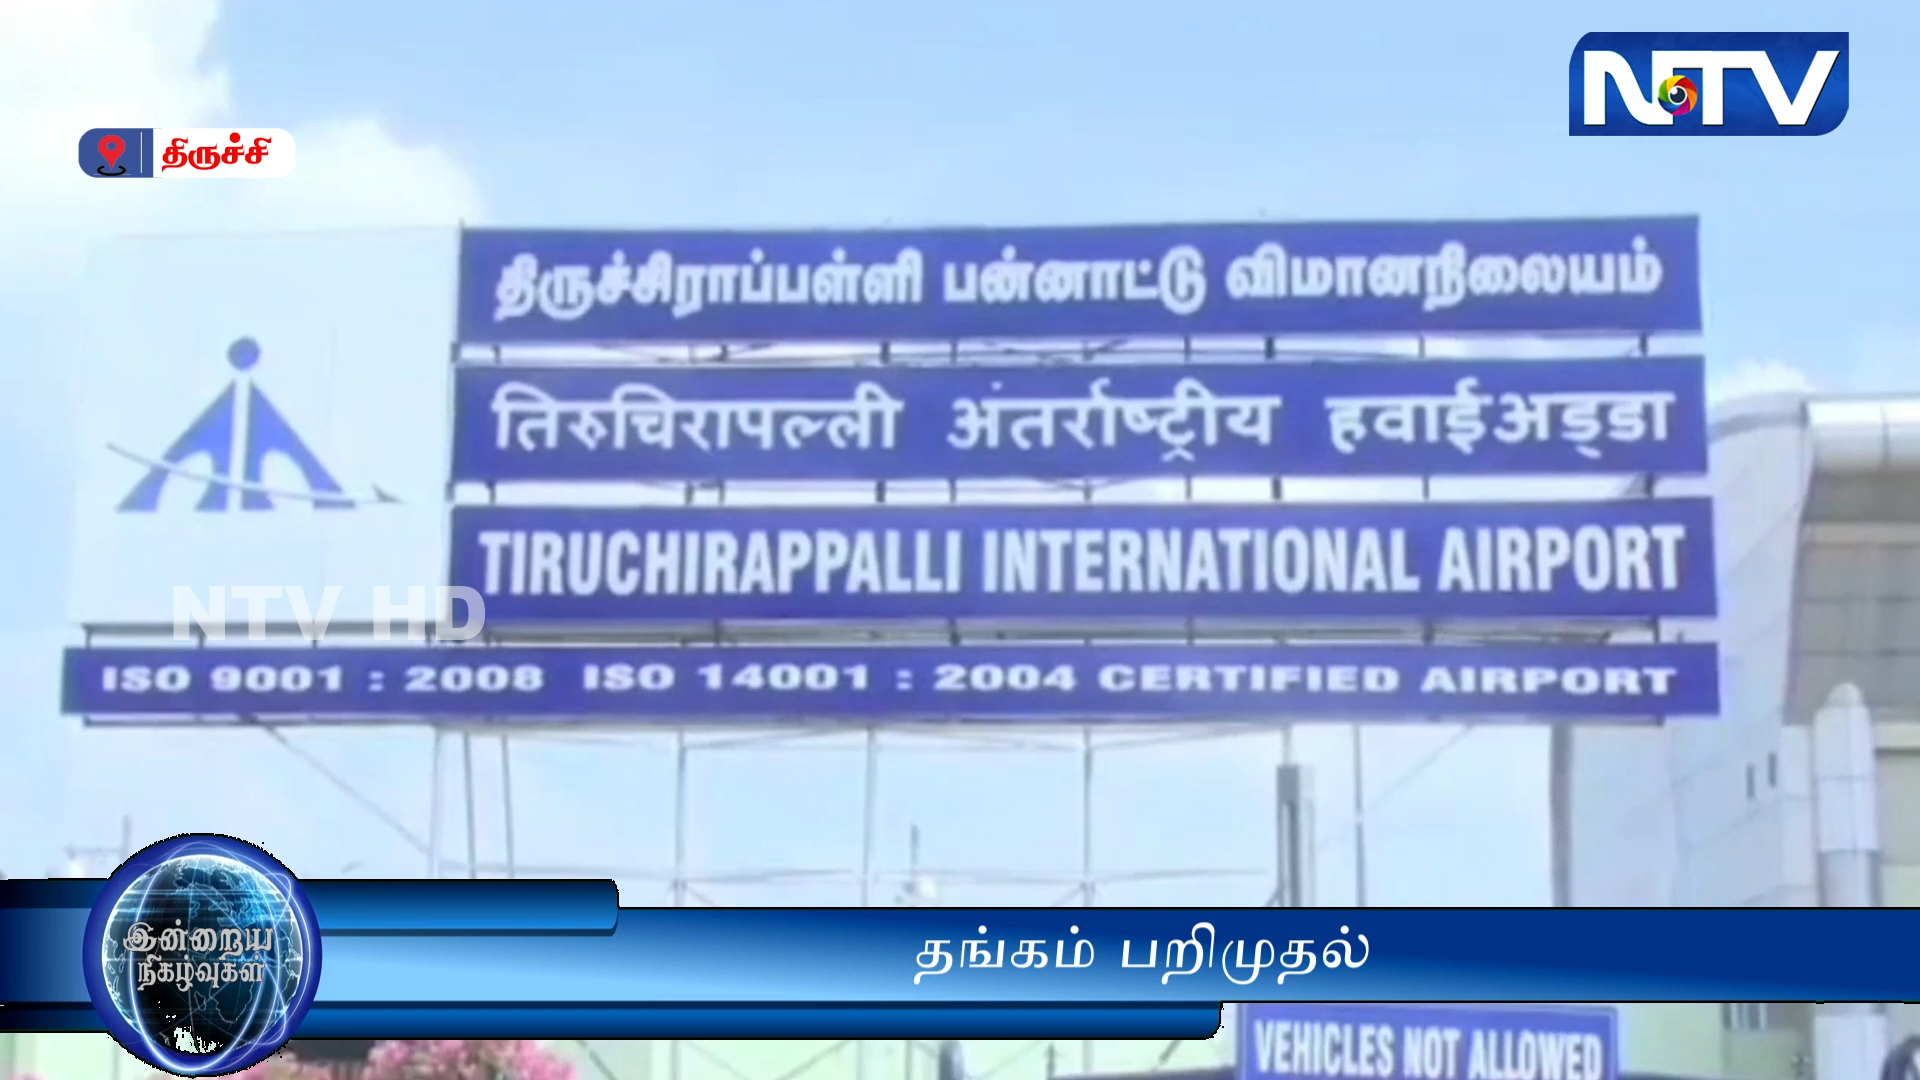 NTV
திருச்சி
திருச்சிராப்பள்ளி பன்னாட்டு விமானநிலையம்
तिरुचिरापल्ली अंतर्राष्ट्रीय हवाईअड्डा
TIRUCHIRAPPALLI INTERNATIONAL AIRPORT
NTV HD
ISO 9001 : 2008 ISO 14001 : 2004 CERTIFIED AIRPORT
இன்றைய
நிகழ்வுகள்
தங்கம் பறிமுதல்
VEHICLES NOT ALLOWED